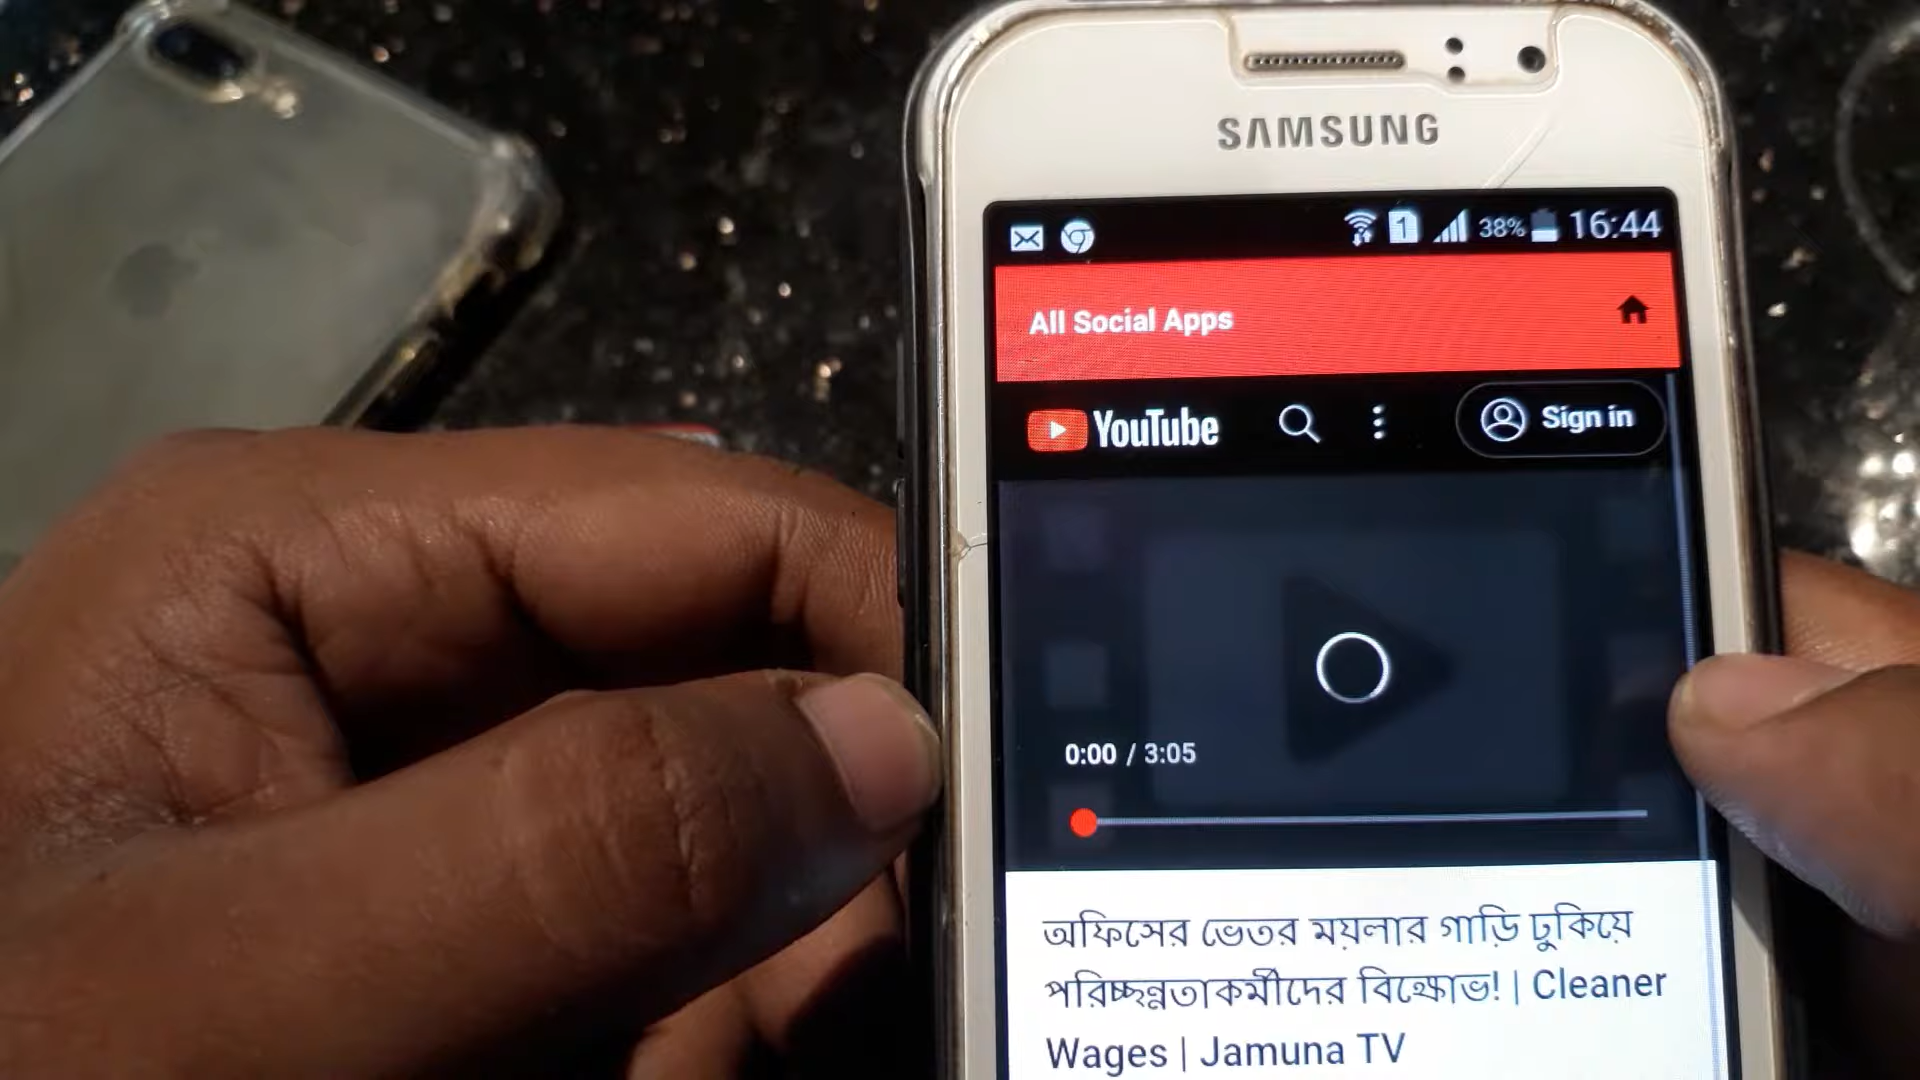 SAMSUNG
1 38% 16:44
All Social Apps
YouTube Sign in
0:00 / 3:05
অফিসের ভেতর ময়লার গাড়ি ঢুকিয়ে
পরিচ্ছন্নতাকর্মীদের বিক্ষোভ! | Cleaner
Wages | Jamuna TV